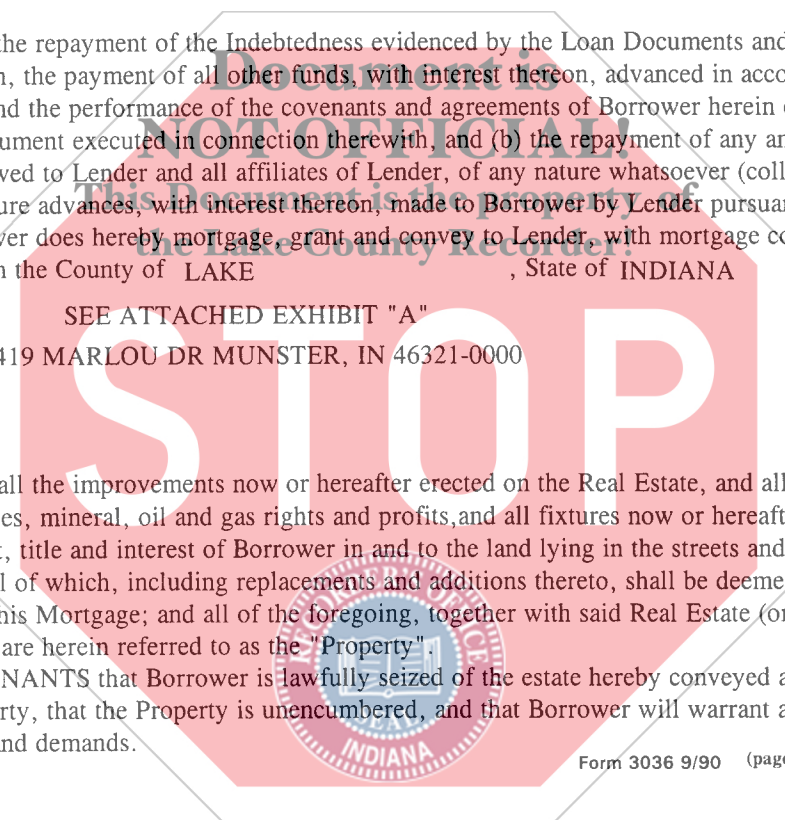 the repayment of the Indebtedness evidenced by the Loan Documents and
Document is
the payment of all other funds, with interest thereon, advanced in acco
nd the performance of the covenants and agreements of Borrower herein
NOT OFFICIAL!
ument executed in connection therewith, and (b) the repayment of any
ved to Lender and all affiliates of Lender, of any nature whatsoever (coll
This Document is the property of
ure advances, with interest thereon, made to Borrower by Lender pursua
ver does hereby mortgage, grant and convey to Lender, with mortgage
the Lake County Recorder!
n the County of LAKE , State of INDIANA
SEE ATTACHED EXHIBIT "A"
419 MARLOU DR MUNSTER, IN 46321-0000
STOP
all the improvements now or hereafter erected on the Real Estate, and all
es, mineral, oil and gas rights and profits,and all fixtures now or hereaft
, title and interest of Borrower in and to the land lying in the streets and
l of which, including replacements and additions thereto, shall be deeme
his Mortgage; and all of the foregoing, together with said Real Estate (or
are herein referred to as the "Property".
NANTS that Borrower is lawfully seized of the estate hereby conveyed a
rty, that the Property is unencumbered, and that Borrower will warrant a
nd demands.
RECORDER'S OFFICE
SEAL
INDIANA
Form 3036 9/90 (page